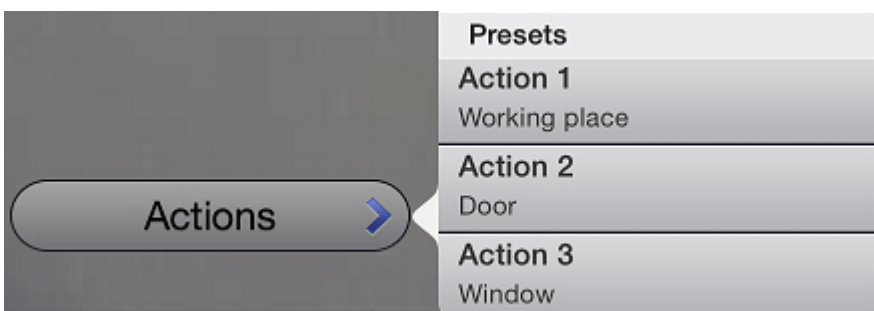 Actions
Presets
Action 1
Working place
Action 2
Door
Action 3
Window